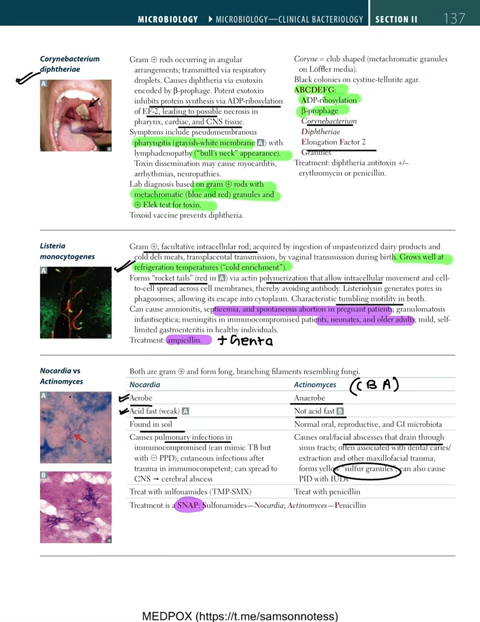 MICROBIOLOGY ▶ MICROBIOLOGY—CLINICAL BACTERIOLOGY SECTION II 137
Corynebacterium
diphtheriae
A
Gram ⊕ rods occurring in angular
arrangements; transmitted via respiratory
droplets. Causes diphtheria via exotoxin
encoded by β-prophage. Potent exotoxin
inhibits protein synthesis via ADP-ribosylation
of EF-2, leading to possible necrosis in
pharynx, cardiac, and CNS tissue.
Symptoms include pseudomembranous
pharyngitis (grayish-white membrane A) with
lymphadenopathy ("bull's neck" appearance).
Toxin dissemination may cause myocarditis,
arrhythmias, neuropathies.
Lab diagnosis based on gram ⊕ rods with
metachromatic (blue and red) granules and
⊕ Elek test for toxin.
Toxoid vaccine prevents diphtheria.
Coryne = club shaped (metachromatic granules
on Löffler media).
Black colonies on cystine-tellurite agar.
ABCDEFG:
ADP-ribosylation
β-prophage
Corynebacterium
Diphtheriae
Elongation Factor 2
Granules
Treatment: diphtheria antitoxin +/–
erythromycin or penicillin.
Listeria
monocytogenes
A
Gram ⊕, facultative intracellular rod; acquired by ingestion of unpasteurized dairy products and
cold deli meats, transplacental transmission, by vaginal transmission during birth. Grows well at
refrigeration temperatures ("cold enrichment").
Forms "rocket tails" (red in A) via actin polymerization that allow intracellular movement and cell-
to-cell spread across cell membranes, thereby avoiding antibody. Listeriolysin generates pores in
phagosomes, allowing its escape into cytoplasm. Characteristic tumbling motility in broth.
Can cause amnionitis, septicemia, and spontaneous abortion in pregnant patients; granulomatosis
infantiseptica; meningitis in immunocompromised patients, neonates, and older adults; mild, self-
limited gastroenteritis in healthy individuals.
Treatment: ampicillin. + Genta
Nocardia vs
Actinomyces
A
B
Both are gram ⊕ and form long, branching filaments resembling fungi.
Nocardia Actinomyces (CBA)
Aerobe Anaerobe
Acid fast (weak) A Not acid fast B
Found in soil Normal oral, reproductive, and GI microbiota
Causes pulmonary infections in
immunocompromised (can mimic TB but
with ⊖ PPD); cutaneous infections after
trauma in immunocompetent; can spread to
CNS → cerebral abscess
Causes oral/facial abscesses that drain through
sinus tracts; often associated with dental caries/
extraction and other maxillofacial trauma;
forms yellow "sulfur granules"; can also cause
PID with IUDs
Treat with sulfonamides (TMP-SMX) Treat with penicillin
Treatment is a SNAP: Sulfonamides—Nocardia; Actinomyces—Penicillin
MEDPOX (https://t.me/samsonnotess)